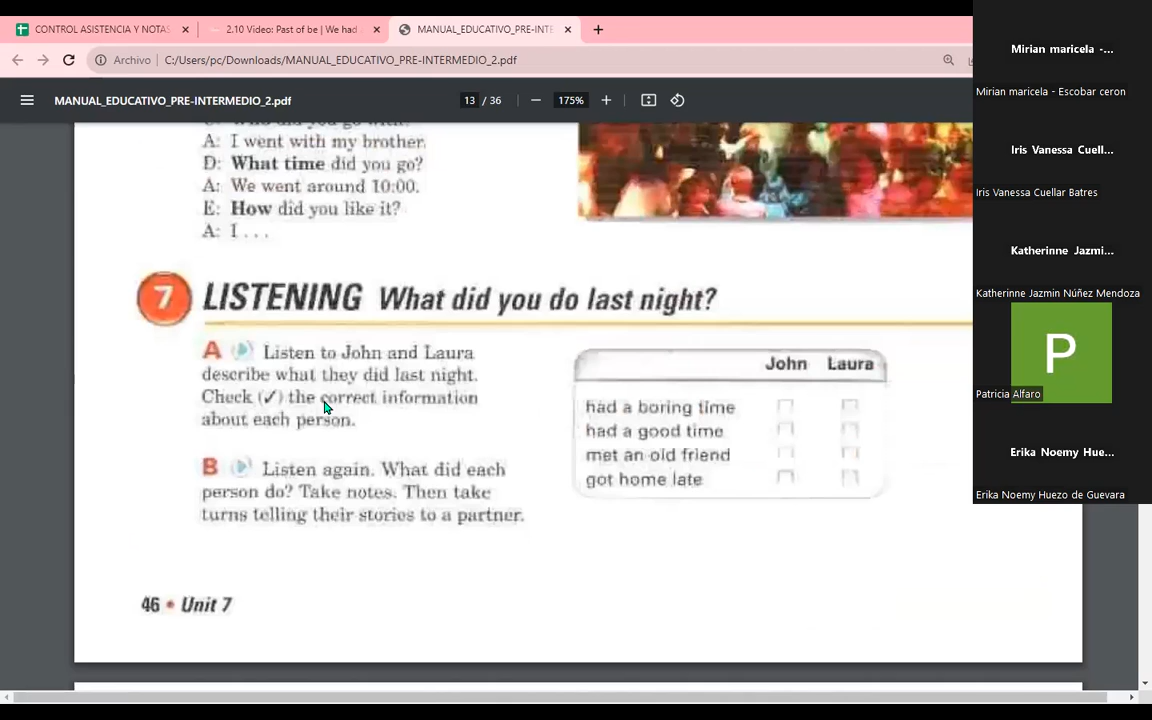 CONTROL ASISTENCIA Y NOTAS
2.10 Video: Past of be | We had
MANUAL_EDUCATIVO_PRE-INTE
Archivo
C:/Users/pc/Downloads/MANUAL_EDUCATIVO_PRE-INTERMEDIO_2.pdf
MANUAL_EDUCATIVO_PRE-INTERMEDIO_2.pdf
13 / 36
175%
A: I went with my brother.
D: What time did you go?
A: We went around 10:00.
E: How did you like it?
A: I . . .
7
LISTENING What did you do last night?
A Listen to John and Laura
describe what they did last night.
Check (✓) the correct information
about each person.
B Listen again. What did each
person do? Take notes. Then take
turns telling their stories to a partner.
John Laura
had a boring time
had a good time
met an old friend
got home late
46 • Unit 7
Mirian maricela -...
Mirian maricela - Escobar ceron
Iris Vanessa Cuell...
Iris Vanessa Cuellar Batres
Katherinne Jazmi...
Katherinne Jazmin Núñez Mendoza
P
Patricia Alfaro
Erika Noemy Hue...
Erika Noemy Huezo de Guevara